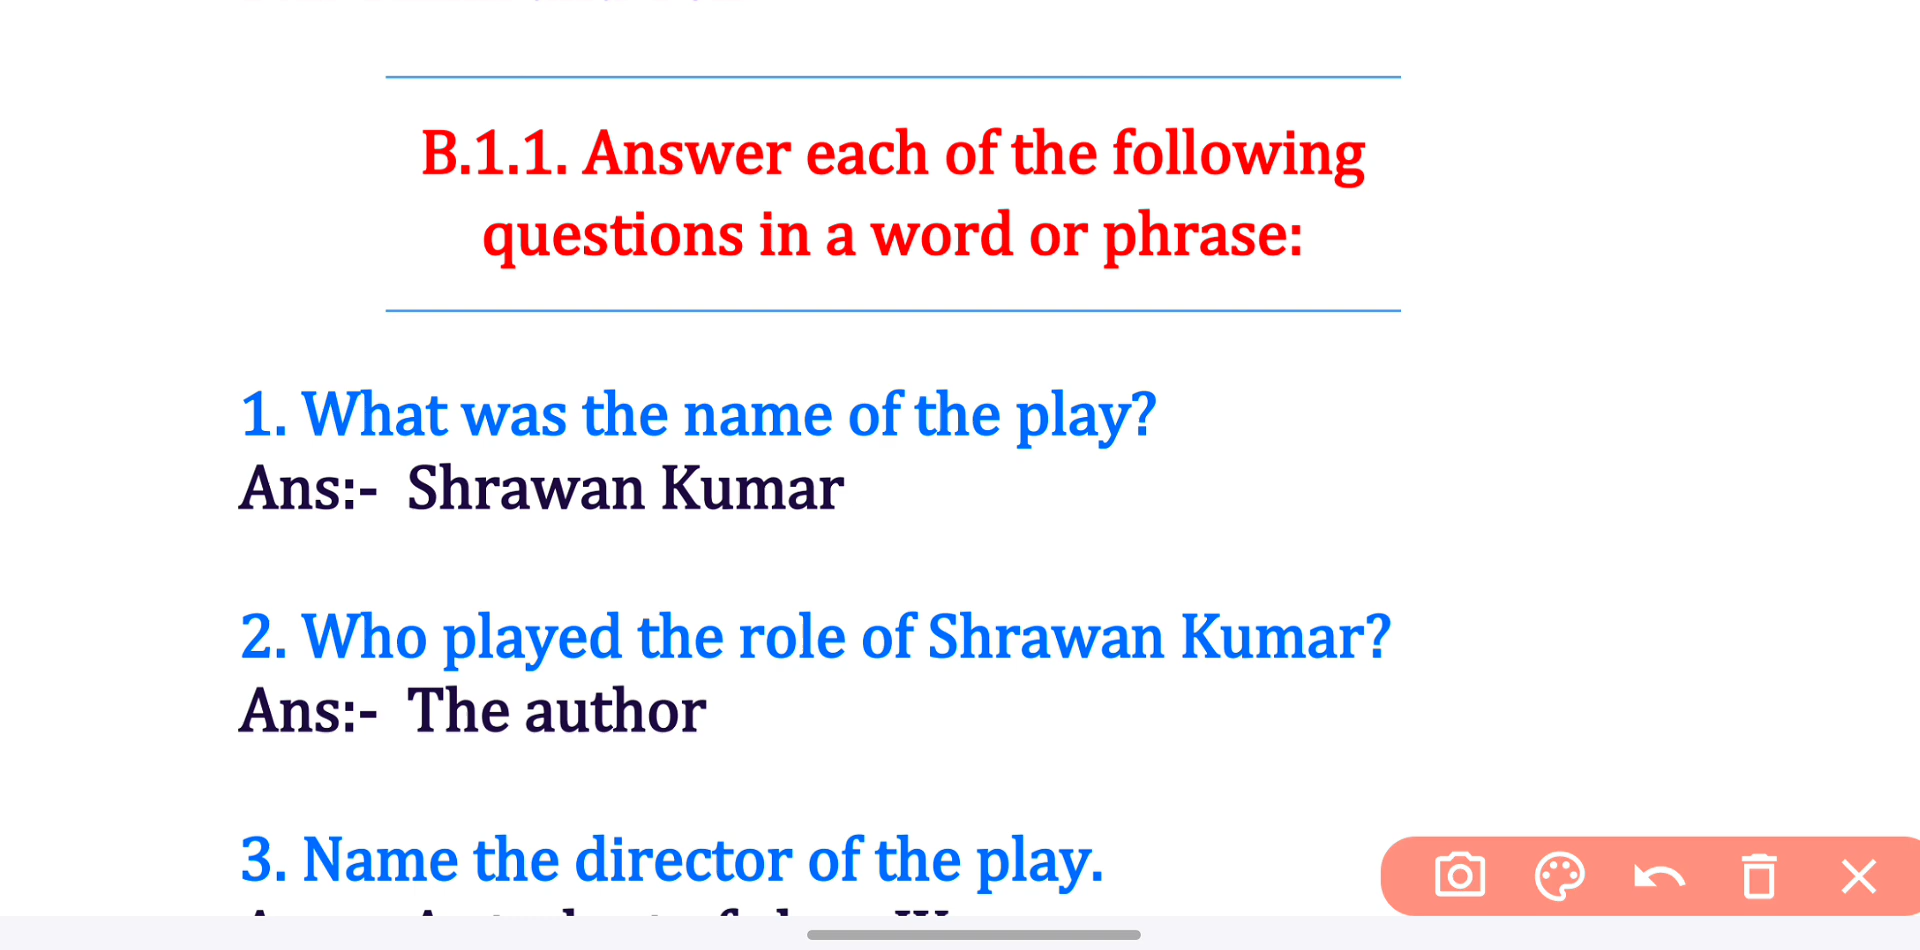 B.1.1. Answer each of the following
questions in a word or phrase:
1. What was the name of the play?
Ans:- Shrawan Kumar
2. Who played the role of Shrawan Kumar?
Ans:- The author
3. Name the director of the play.